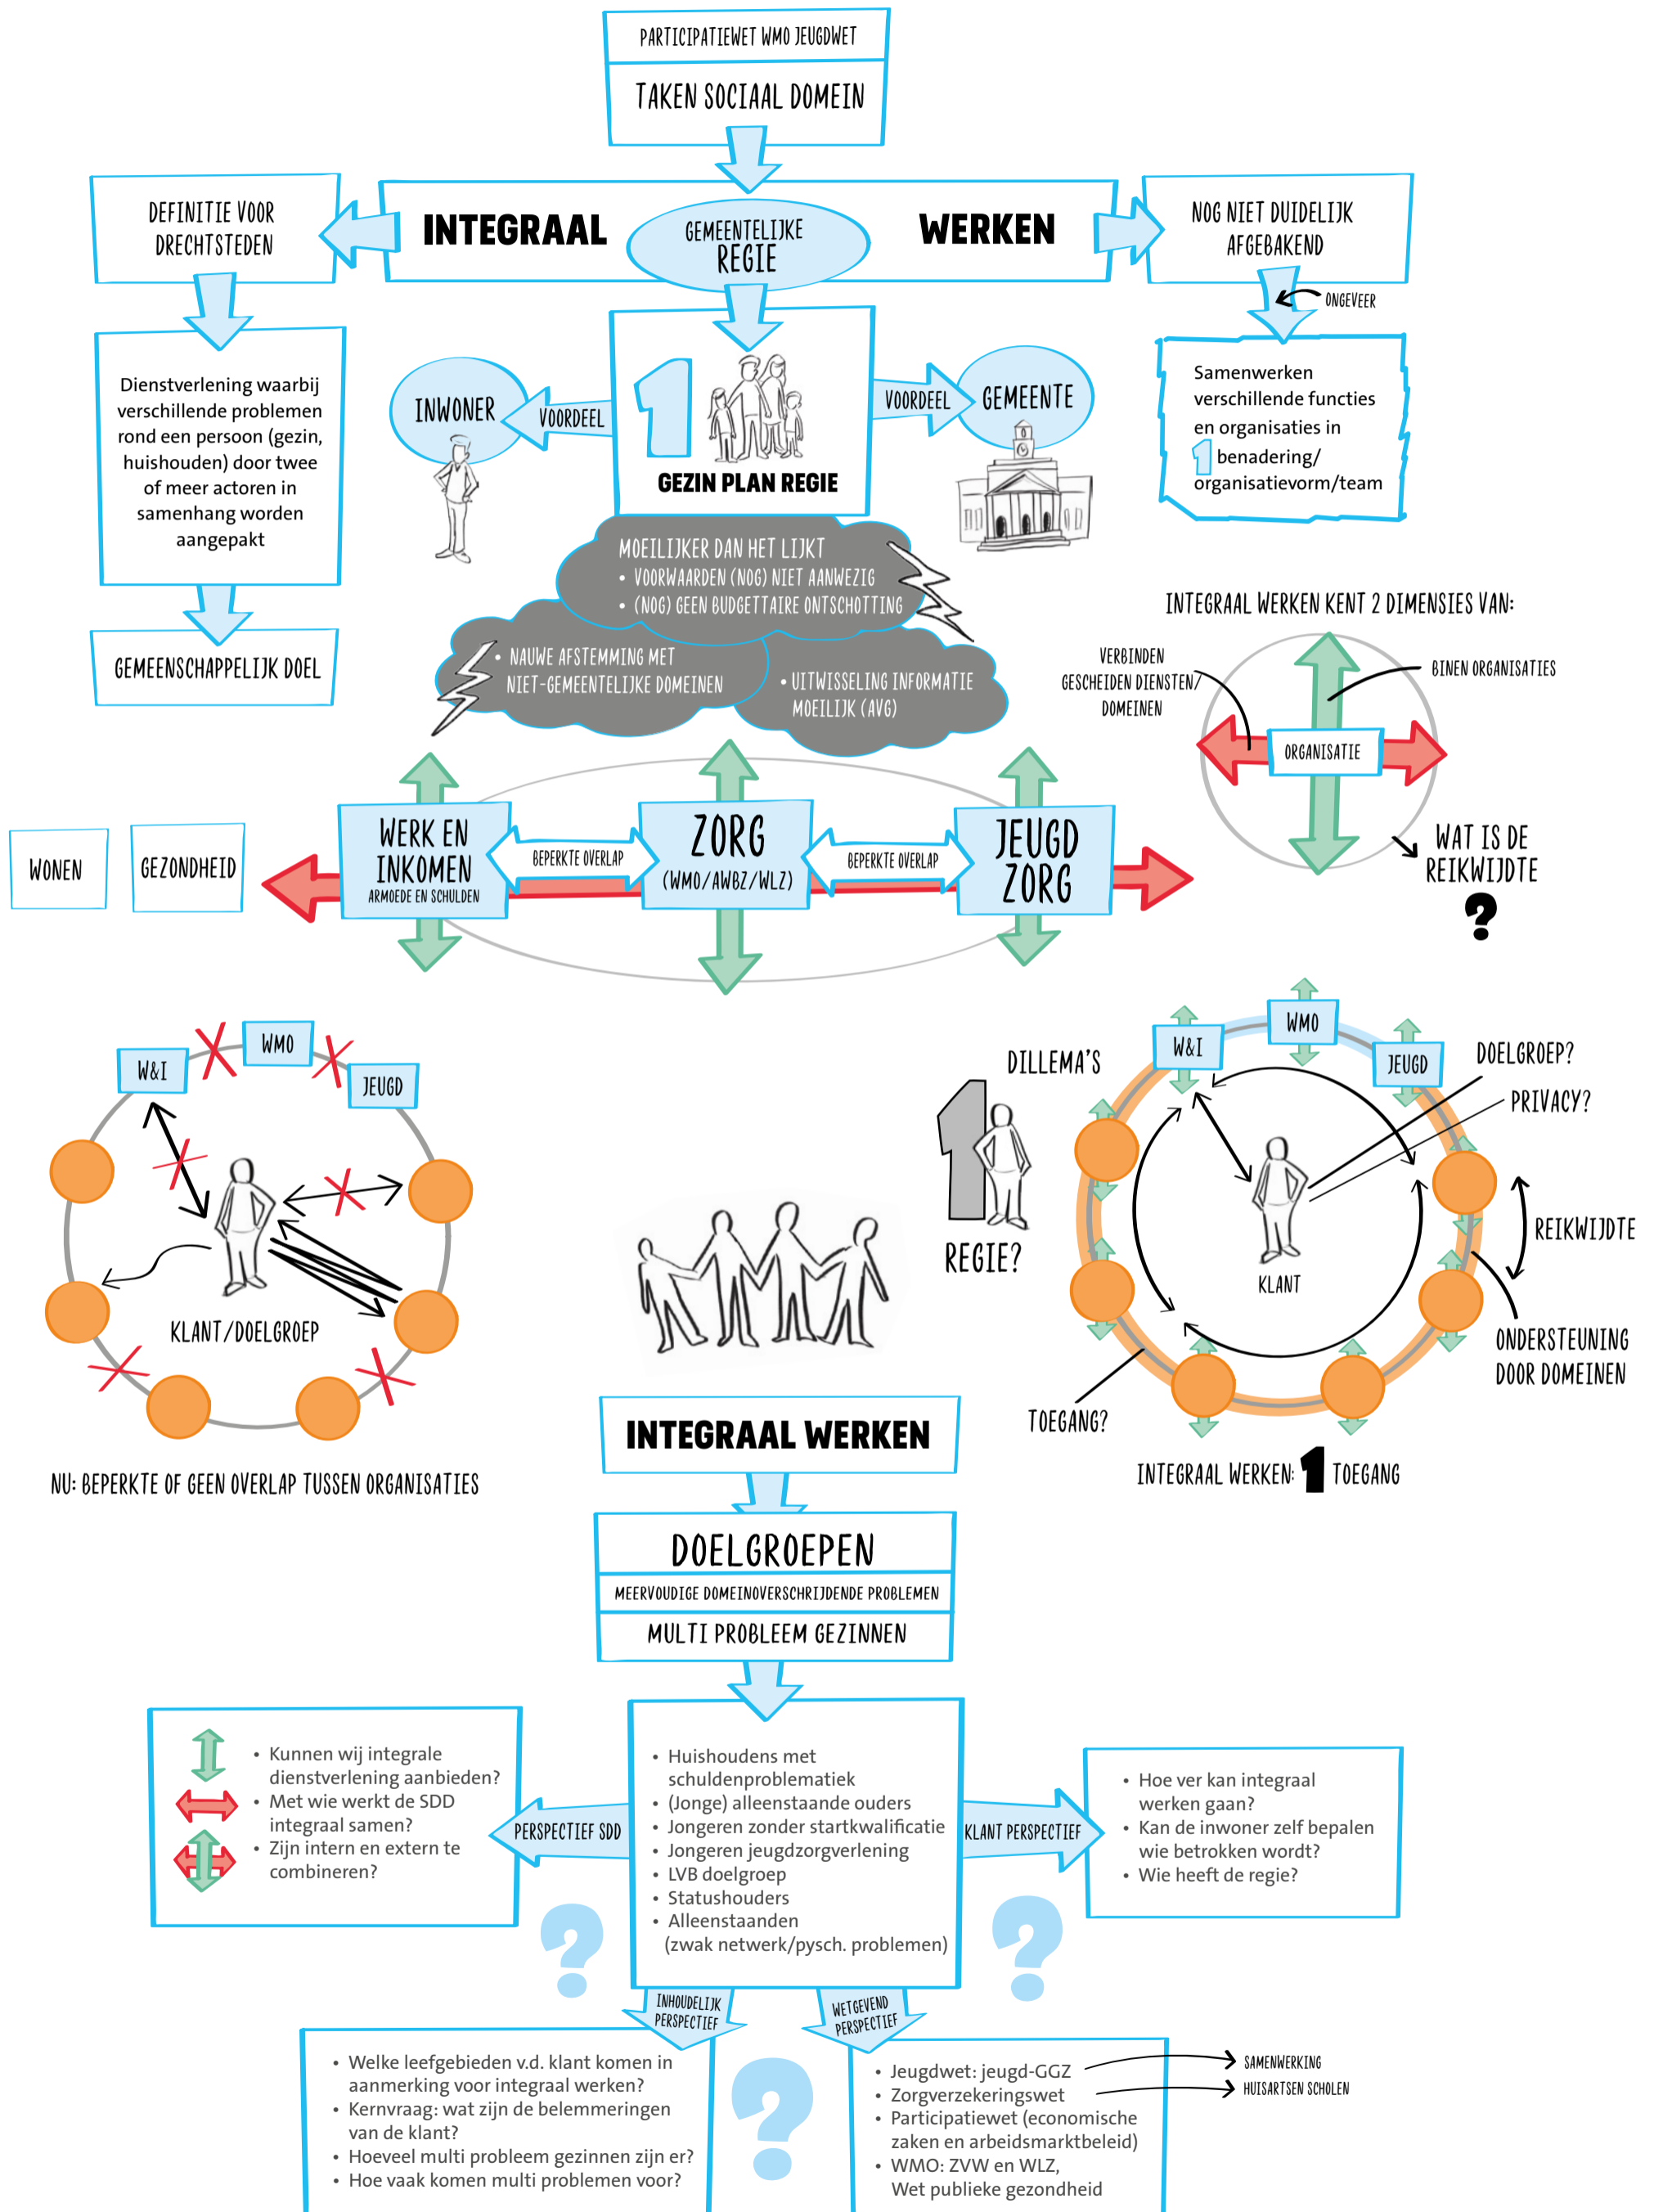 PARTICIPATIEWET WMO JEUGDWET
TAKEN SOCIAAL DOMEIN
DEFINITIE VOOR
DRECHTSTEDEN
INTEGRAAL
GEMEENTELIJKE
REGIE
WERKEN
NOG NIET DUIDELIJK
AFGEBAKEND
ONGEVEER
Dienstverlening waarbij
verschillende problemen
rond een persoon (gezin,
huishouden) door twee
of meer actoren in
samenhang worden
aangepakt
GEMEENSCHAPPELIJK DOEL
INWONER
VOORDEEL
1
GEZIN PLAN REGIE
VOORDEEL
GEMEENTE
Samenwerken
verschillende functies
en organisaties in
1 benadering/
organisatievorm/team
MOEILIJKER DAN HET LIJKT
• VOORWAARDEN (NOG) NIET AANWEZIG
• (NOG) GEEN BUDGETTAIRE ONTSCHOTTING
• NAUWE AFSTEMMING MET
NIET-GEMEENTELIJKE DOMEINEN
• UITWISSELING INFORMATIE
MOEILIJK (AVG)
INTEGRAAL WERKEN KENT 2 DIMENSIES VAN:
VERBINDEN
GESCHEIDEN DIENSTEN/
DOMEINEN
BINEN ORGANISATIES
ORGANISATIE
WAT IS DE
REIKWIJDTE
?
WONEN
GEZONDHEID
WERK EN
INKOMEN
ARMOEDE EN SCHULDEN
BEPERKTE OVERLAP
ZORG
(WMO/AWBZ/WLZ)
BEPERKTE OVERLAP
JEUGD
ZORG
W&I
WMO
JEUGD
KLANT/DOELGROEP
NU: BEPERKTE OF GEEN OVERLAP TUSSEN ORGANISATIES
DILLEMA'S
1
REGIE?
W&I
WMO
JEUGD
DOELGROEP?
PRIVACY?
REIKWIJDTE
KLANT
ONDERSTEUNING
DOOR DOMEINEN
TOEGANG?
INTEGRAAL WERKEN: 1 TOEGANG
INTEGRAAL WERKEN
DOELGROEPEN
MEERVOUDIGE DOMEINOVERSCHRIJDENDE PROBLEMEN
MULTI PROBLEEM GEZINNEN
• Kunnen wij integrale
dienstverlening aanbieden?
• Met wie werkt de SDD
integraal samen?
• Zijn intern en extern te
combineren?
PERSPECTIEF SDD
• Huishoudens met
schuldenproblematiek
• (Jonge) alleenstaande ouders
• Jongeren zonder startkwalificatie
• Jongeren jeugdzorgverlening
• LVB doelgroep
• Statushouders
• Alleenstaanden
(zwak netwerk/pysch. problemen)
KLANT PERSPECTIEF
• Hoe ver kan integraal
werken gaan?
• Kan de inwoner zelf bepalen
wie betrokken wordt?
• Wie heeft de regie?
?
?
INHOUDELIJK
PERSPECTIEF
WETGEVEND
PERSPECTIEF
• Welke leefgebieden v.d. klant komen in
aanmerking voor integraal werken?
• Kernvraag: wat zijn de belemmeringen
van de klant?
• Hoeveel multi probleem gezinnen zijn er?
• Hoe vaak komen multi problemen voor?
?
• Jeugdwet: jeugd-GGZ
• Zorgverzekeringswet
• Participatiewet (economische
zaken en arbeidsmarktbeleid)
• WMO: ZVW en WLZ,
Wet publieke gezondheid
SAMENWERKING
HUISARTSEN SCHOLEN